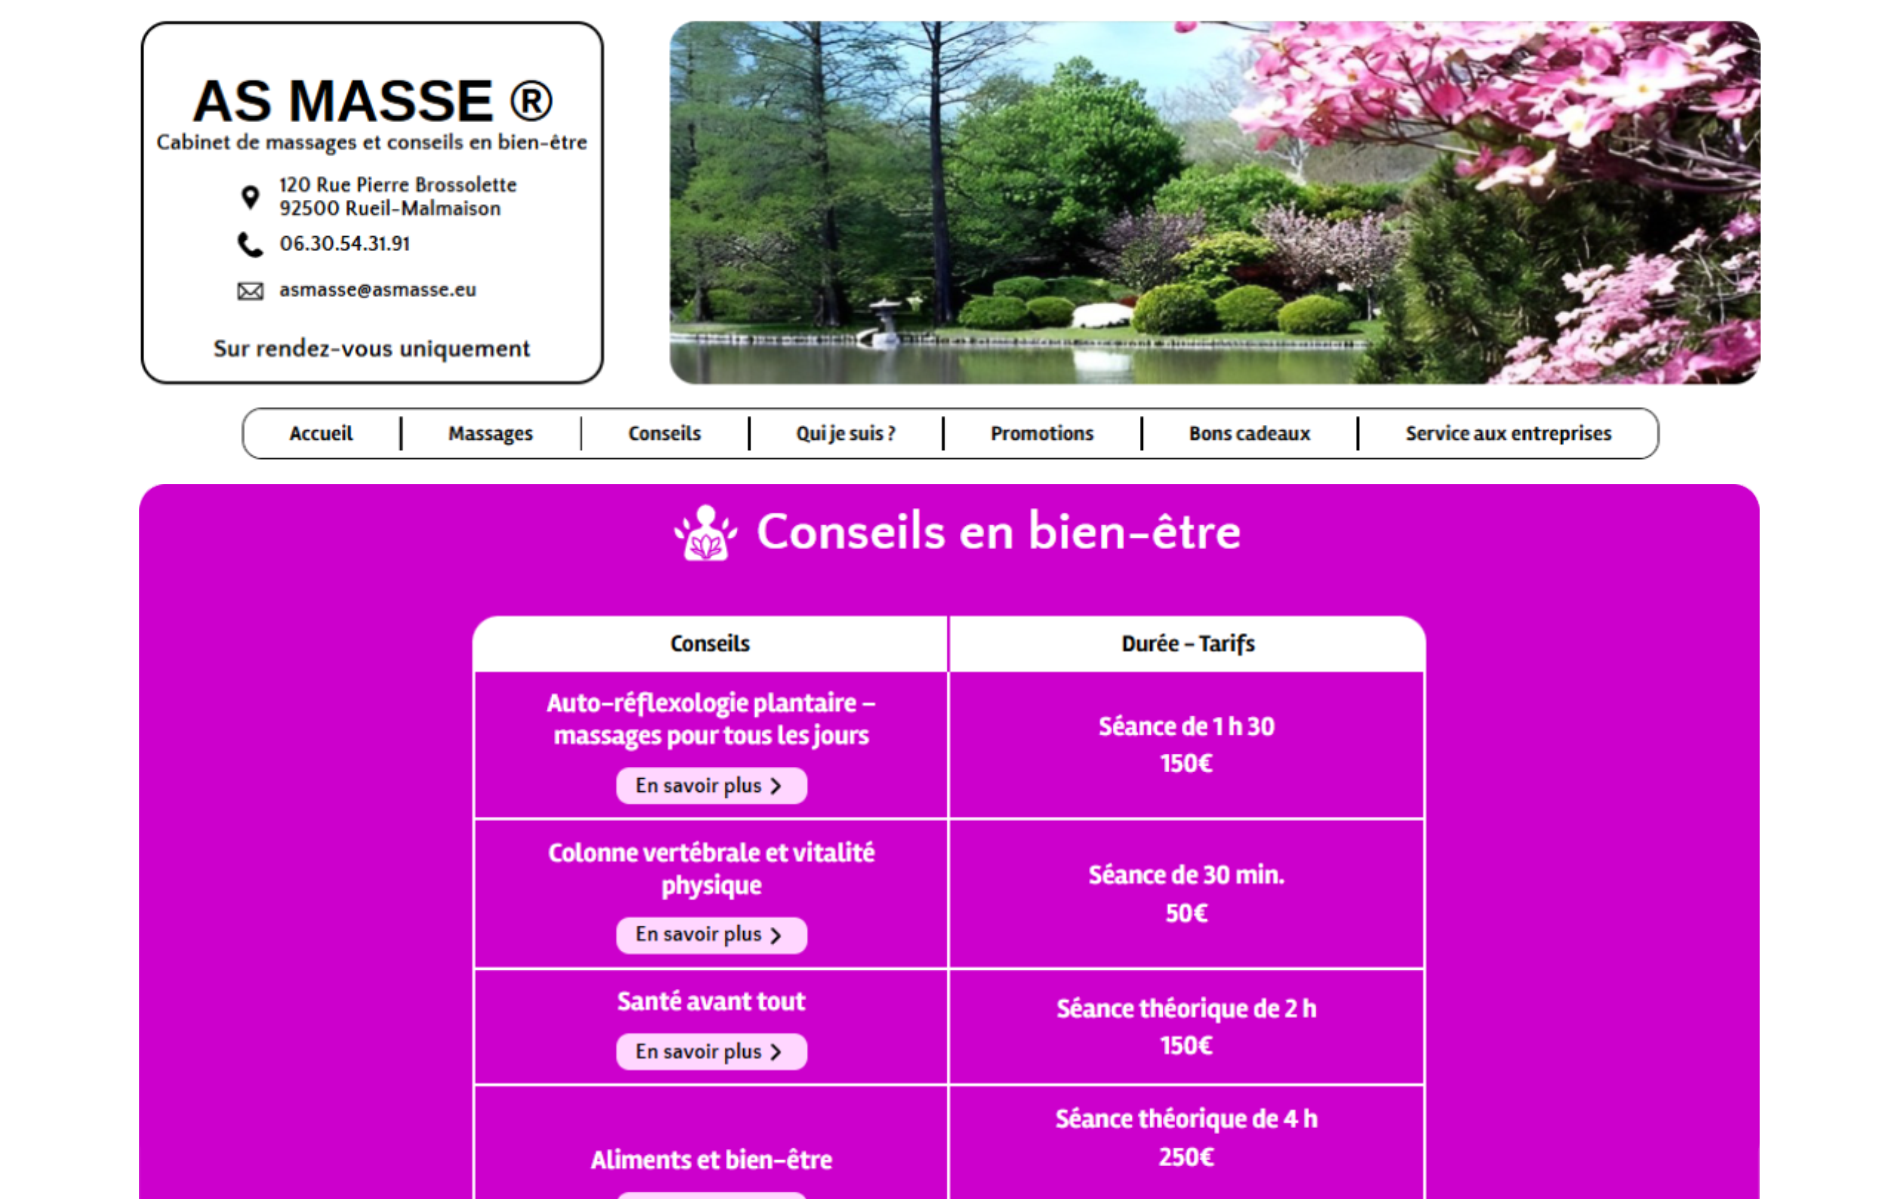 AS MASSE ®
Cabinet de massages et conseils en bien-être
120 Rue Pierre Brossolette
92500 Rueil-Malmaison
06.30.54.31.91
asmasse@asmasse.eu
Sur rendez-vous uniquement
Accueil
Massages
Conseils
Qui je suis ?
Promotions
Bons cadeaux
Service aux entreprises
Conseils en bien-être
Conseils
Durée - Tarifs
Auto-réflexologie plantaire –
massages pour tous les jours
En savoir plus
Séance de 1 h 30
150€
Colonne vertébrale et vitalité
physique
En savoir plus
Séance de 30 min.
50€
Santé avant tout
En savoir plus
Séance théorique de 2 h
150€
Aliments et bien-être
Séance théorique de 4 h
250€